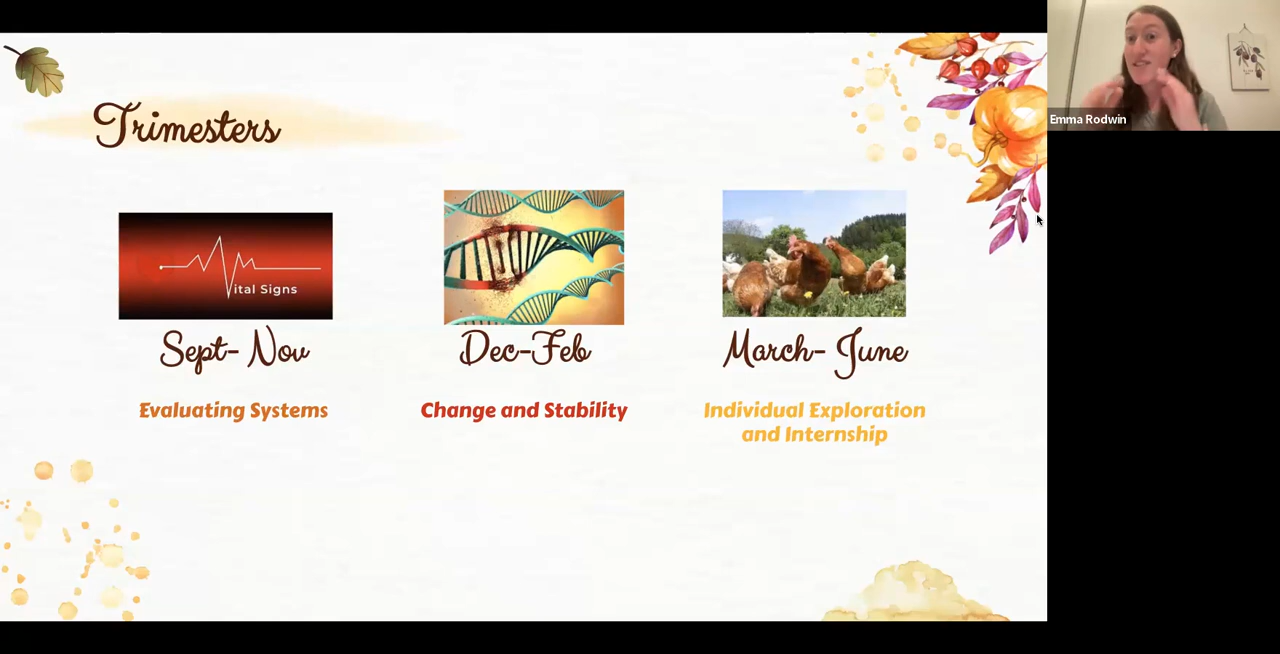 Trimesters
Vital Signs
Sept- Nov
Evaluating Systems
Dec-Feb
Change and Stability
March- June
Individual Exploration
and Internship
Emma Rodwin